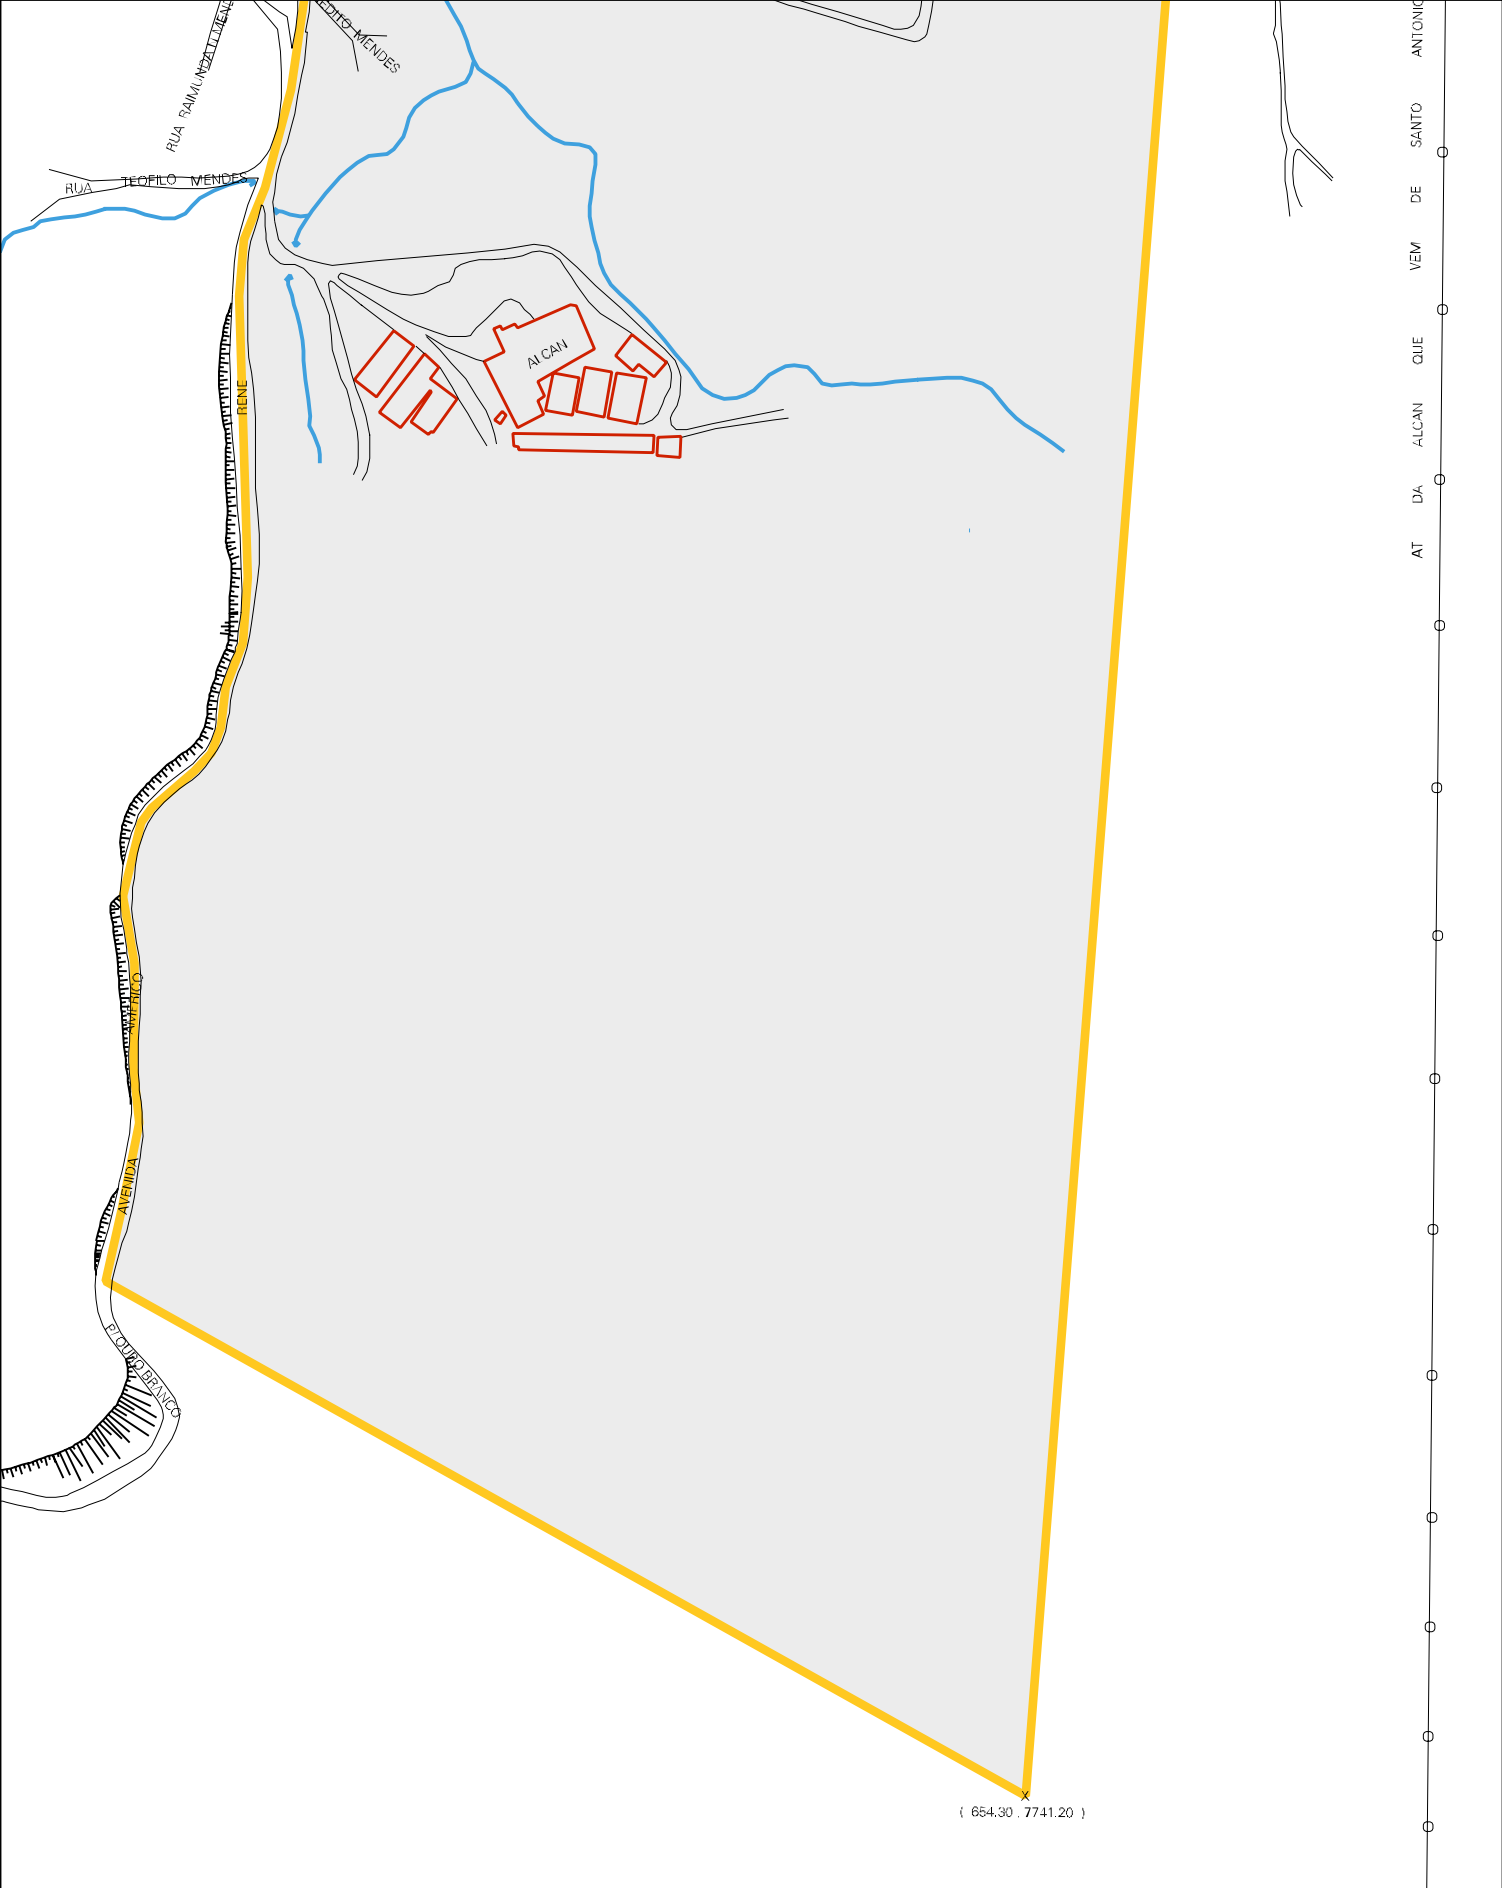 RUA RAIMUNDA
EDITO MENDES
RUA TEOFILO MENDES
ALCAN
RENE
AMERICO
AVENIDA
P/ OURO BRANCO
AT DA ALCAN QUE VEM DE SANTO ANTONIO
( 654.30 . 7741.20 )
X